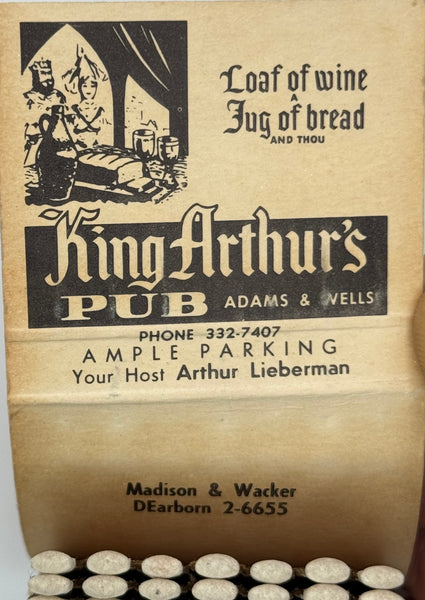 Loaf of wine
A
Jug of bread
AND THOU
King Arthur's
PUB ADAMS & WELLS
PHONE 332-7407
AMPLE PARKING
Your Host Arthur Lieberman
Madison & Wacker
DEarborn 2-6655